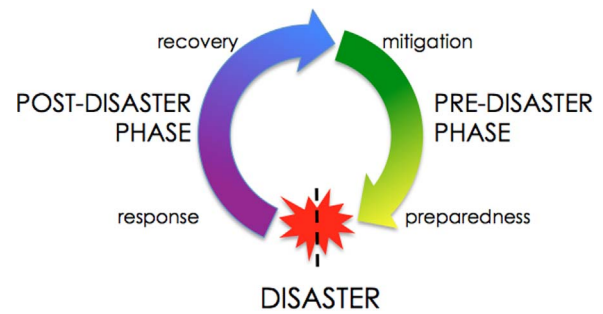 recovery
mitigation
POST-DISASTER
PHASE
PRE-DISASTER
PHASE
response
preparedness
DISASTER